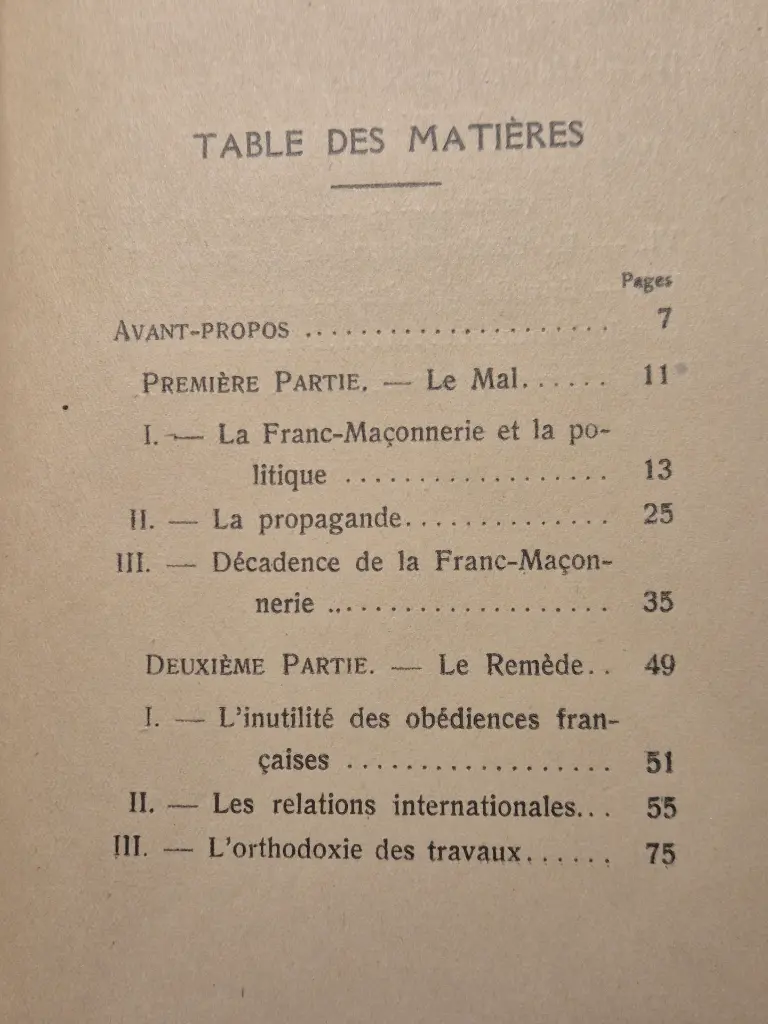 TABLE DES MATIÈRES
Pages
AVANT-PROPOS ..................... 7
PREMIÈRE PARTIE. — Le Mal...... 11
I. — La Franc-Maçonnerie et la po-
litique .................. 13
II. — La propagande.............. 25
III. — Décadence de la Franc-Maçon-
nerie .................... 35
DEUXIÈME PARTIE. — Le Remède.. 49
I. — L'inutilité des obédiences fran-
çaises .................. 51
II. — Les relations internationales... 55
III. — L'orthodoxie des travaux...... 75